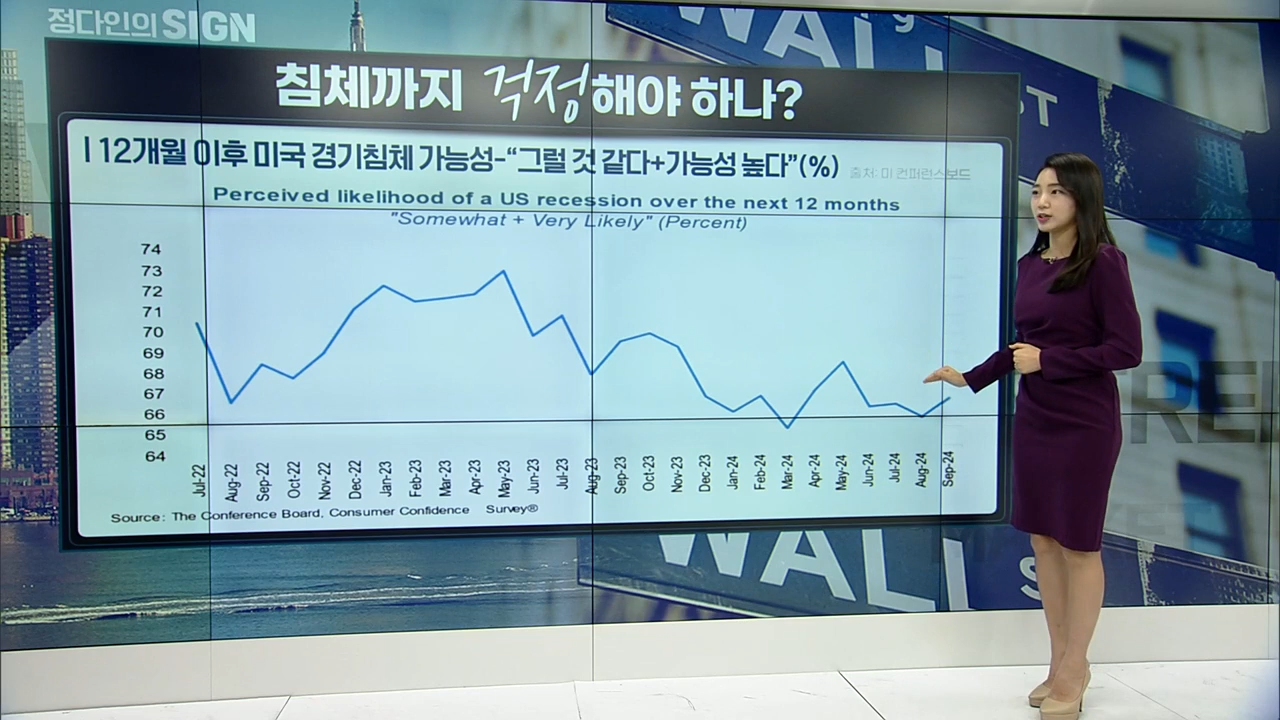 정다인의 SIGN
침체까지 걱정해야 하나?
| 12개월 이후 미국 경기침체 가능성-“그럴 것 같다+가능성 높다”(%)
출처: 미 컨퍼런스보드
Perceived likelihood of a US recession over the next 12 months
"Somewhat + Very Likely" (Percent)
74
73
72
71
70
69
68
67
66
65
64
Jul-22 Aug-22 Sep-22 Oct-22 Nov-22 Dec-22 Jan-23 Feb-23 Mar-23 Apr-23 May-23 Jun-23 Jul-23 Aug-23 Sep-23 Oct-23 Nov-23 Dec-23 Jan-24 Feb-24 Mar-24 Apr-24 May-24 Jun-24 Jul-24 Aug-24 Sep-24
Source: The Conference Board, Consumer Confidence Survey®
WALL
ST
WALL
S